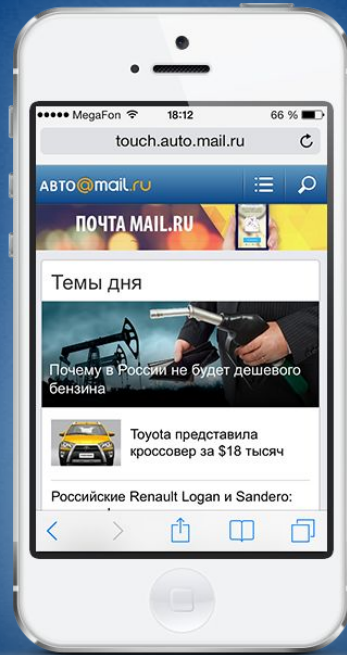 MegaFon 18:12 66 %
touch.auto.mail.ru
АВТО@mail.ru
ПОЧТА MAIL.RU
Темы дня
Почему в России не будет дешевого
бензина
Toyota представила
кроссовер за $18 тысяч
Российские Renault Logan и Sandero: